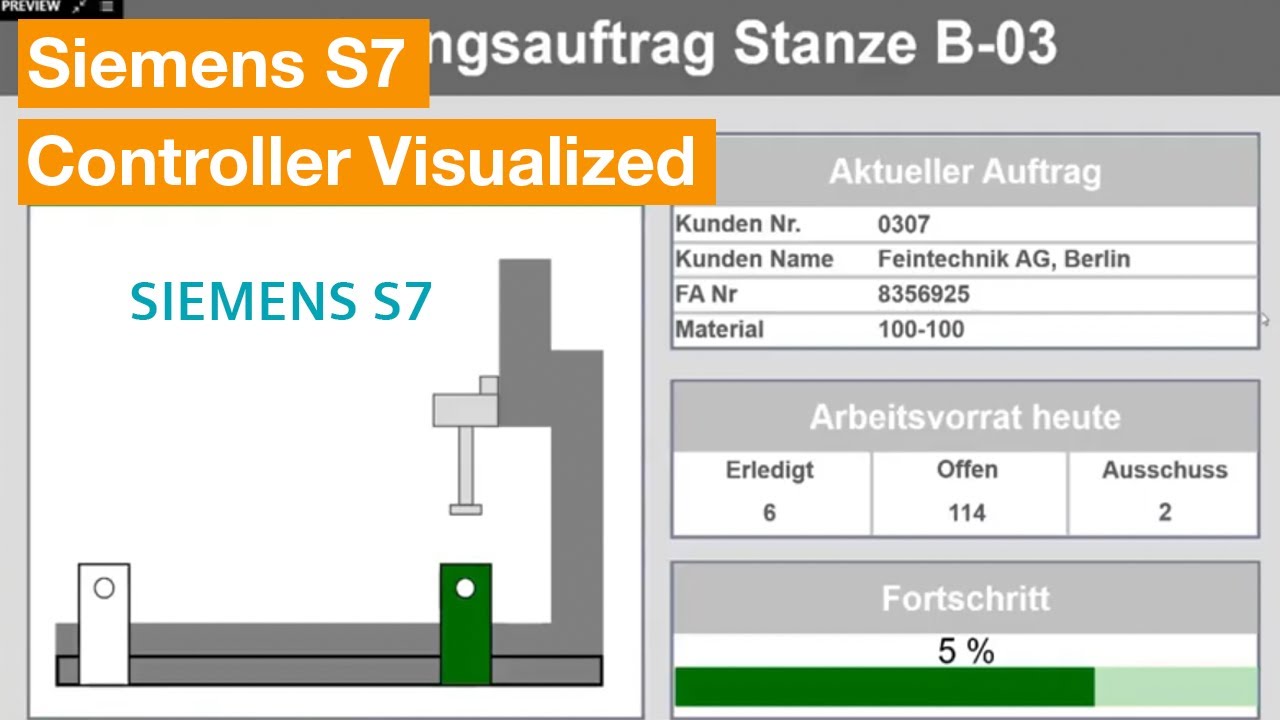 PREVIEW
Siemens S7
ngsauftrag Stanze B-03
Controller Visualized
SIEMENS S7
Aktueller Auftrag
Kunden Nr. 0307
Kunden Name Feintechnik AG, Berlin
FA Nr 8356925
Material 100-100
Arbeitsvorrat heute
Erledigt Offen Ausschuss
6 114 2
Fortschritt
5 %